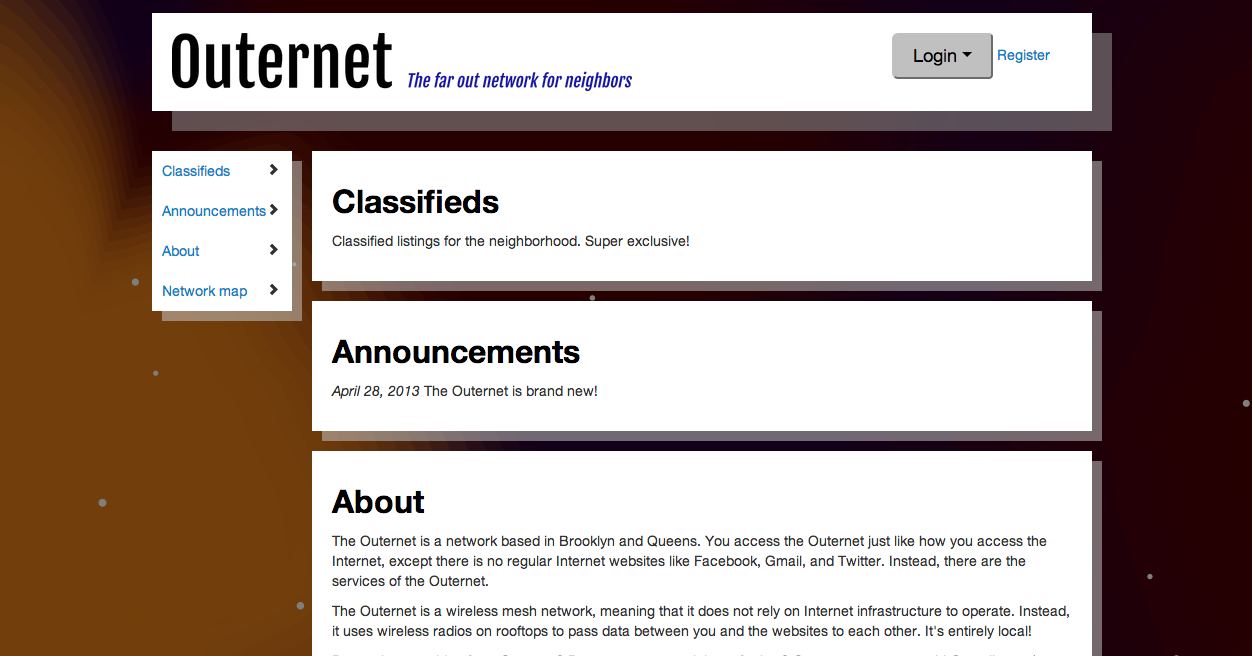 Outernet The far out network for neighbors
Login Register
Classifieds
Announcements
About
Network map
Classifieds
Classified listings for the neighborhood. Super exclusive!
Announcements
April 28, 2013 The Outernet is brand new!
About
The Outernet is a network based in Brooklyn and Queens. You access the Outernet just like how you access the
Internet, except there is no regular Internet websites like Facebook, Gmail, and Twitter. Instead, there are the
services of the Outernet.
The Outernet is a wireless mesh network, meaning that it does not rely on Internet infrastructure to operate. Instead,
it uses wireless radios on rooftops to pass data between you and the websites to each other. It's entirely local!